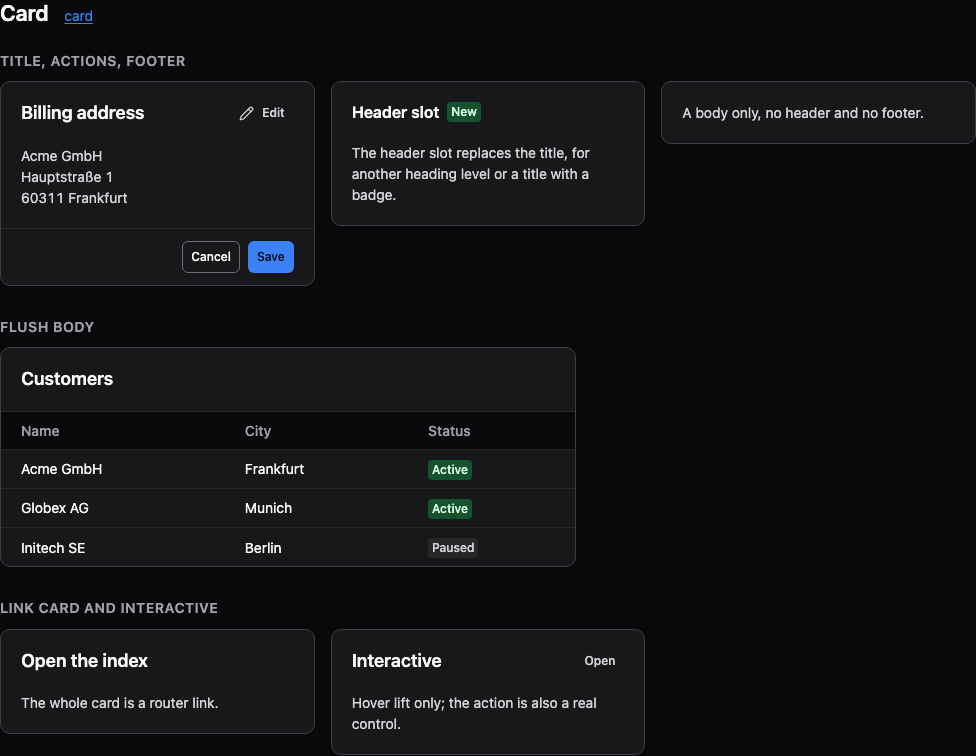 Card card
TITLE, ACTIONS, FOOTER
Billing address
Edit
Acme GmbH
Hauptstraße 1
60311 Frankfurt
Cancel
Save
Header slot New
The header slot replaces the title, for
another heading level or a title with a
badge.
A body only, no header and no footer.
FLUSH BODY
Customers
Name City Status
Acme GmbH Frankfurt Active
Globex AG Munich Active
Initech SE Berlin Paused
LINK CARD AND INTERACTIVE
Open the index
The whole card is a router link.
Interactive
Open
Hover lift only; the action is also a real
control.